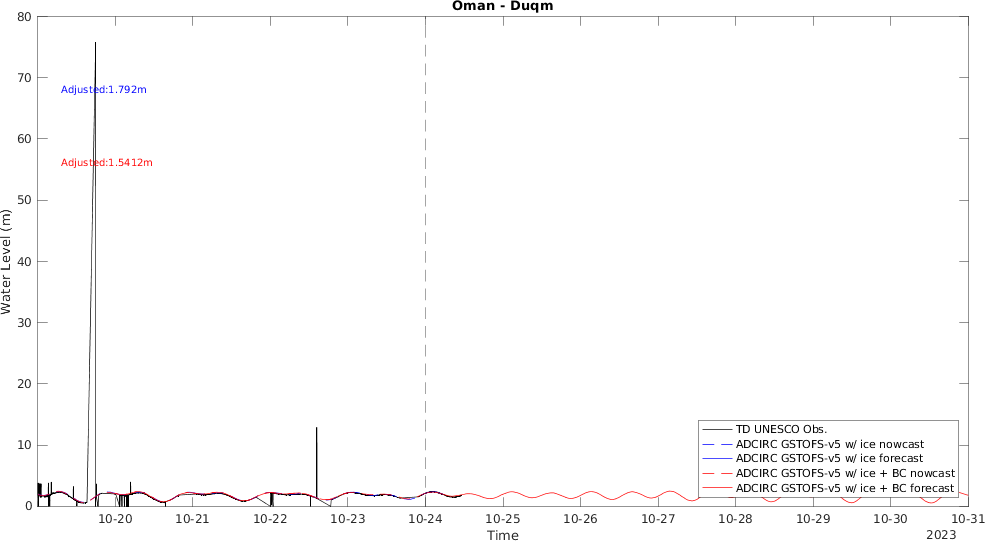 Oman - Duqm
80
70
60
50
40
30
20
10
0
Water Level (m)
Adjusted:1.792m
Adjusted:1.5412m
TD UNESCO Obs.
ADCIRC GSTOFS-v5 w/ ice nowcast
ADCIRC GSTOFS-v5 w/ ice forecast
ADCIRC GSTOFS-v5 w/ ice + BC nowcast
ADCIRC GSTOFS-v5 w/ ice + BC forecast
10-20 10-21 10-22 10-23 10-24 10-25 10-26 10-27 10-28 10-29 10-30 10-31
Time
2023